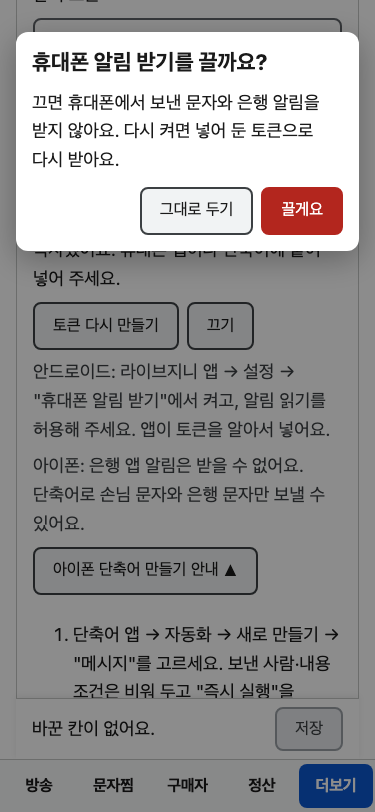 휴대폰 알림 받기를 끌까요?
끄면 휴대폰에서 보낸 문자와 은행 알림을
받지 않아요. 다시 켜면 넣어 둔 토큰으로
다시 받아요.
그대로 두기
끌게요
넣어 주세요.
토큰 다시 만들기
끄기
안드로이드: 라이브지니 앱 → 설정 →
"휴대폰 알림 받기"에서 켜고, 알림 읽기를
허용해 주세요. 앱이 토큰을 알아서 넣어요.
아이폰: 은행 앱 알림은 받을 수 없어요.
단축어로 손님 문자와 은행 문자만 보낼 수
있어요.
아이폰 단축어 만들기 안내 ▲
1. 단축어 앱 → 자동화 → 새로 만들기 →
"메시지"를 고르세요. 보낸 사람·내용
조건은 비워 두고 "즉시 실행"을
바꾼 칸이 없어요.
저장
방송
문자찜
구매자
정산
더보기